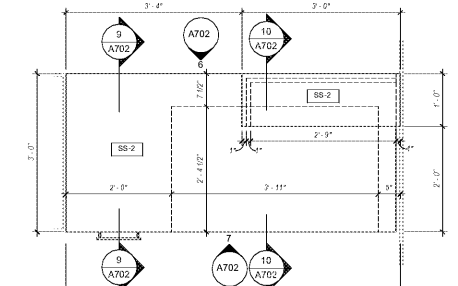 3' - 4"
3' - 0"
9
A702
A702
6
10
A702
7 1/2"
SS-2
1' - 0"
3' - 0"
SS-2
2' - 9"
1"
1"
1"
2' - 4 1/2"
2' - 0"
3' - 11"
5"
2' - 0"
7
9
A702
A702
10
A702